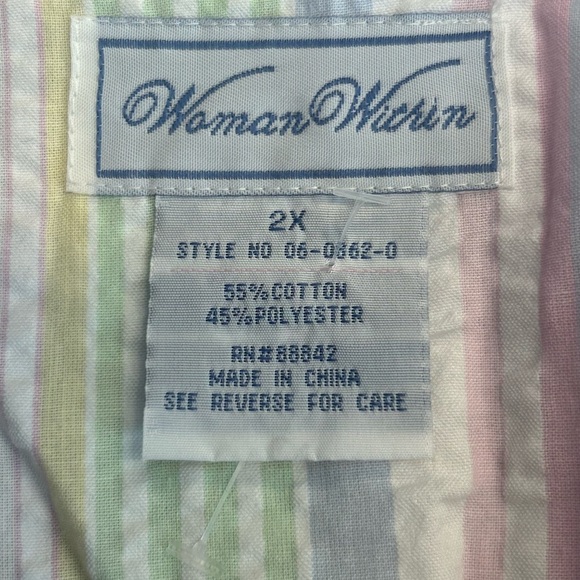 Woman Within
2X
STYLE NO 06-0362-0
55%COTTON
45%POLYESTER
RN#88842
MADE IN CHINA
SEE REVERSE FOR CARE